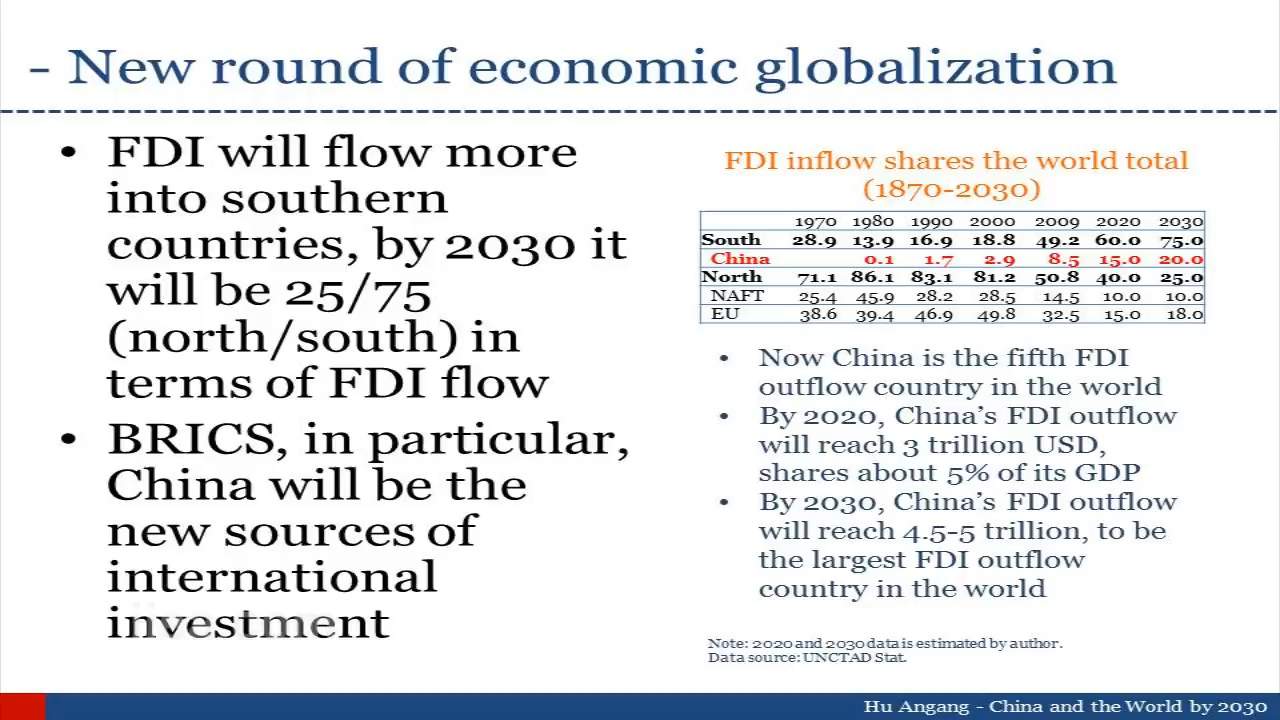 - New round of economic globalization
• FDI will flow more
into southern
countries, by 2030 it
will be 25/75
(north/south) in
terms of FDI flow
• BRICS, in particular,
China will be the
new sources of
international
investment
FDI inflow shares the world total
(1870-2030)
1970 1980 1990 2000 2009 2020 2030
South 28.9 13.9 16.9 18.8 49.2 60.0 75.0
China 0.1 1.7 2.9 8.5 15.0 20.0
North 71.1 86.1 83.1 81.2 50.8 40.0 25.0
NAFT 25.4 45.9 28.2 28.5 14.5 10.0 10.0
EU 38.6 39.4 46.9 49.8 32.5 15.0 18.0
• Now China is the fifth FDI
outflow country in the world
• By 2020, China's FDI outflow
will reach 3 trillion USD,
shares about 5% of its GDP
• By 2030, China's FDI outflow
will reach 4.5-5 trillion, to be
the largest FDI outflow
country in the world
Note: 2020 and 2030 data is estimated by author.
Data source: UNCTAD Stat.
Hu Angang - China and the World by 2030